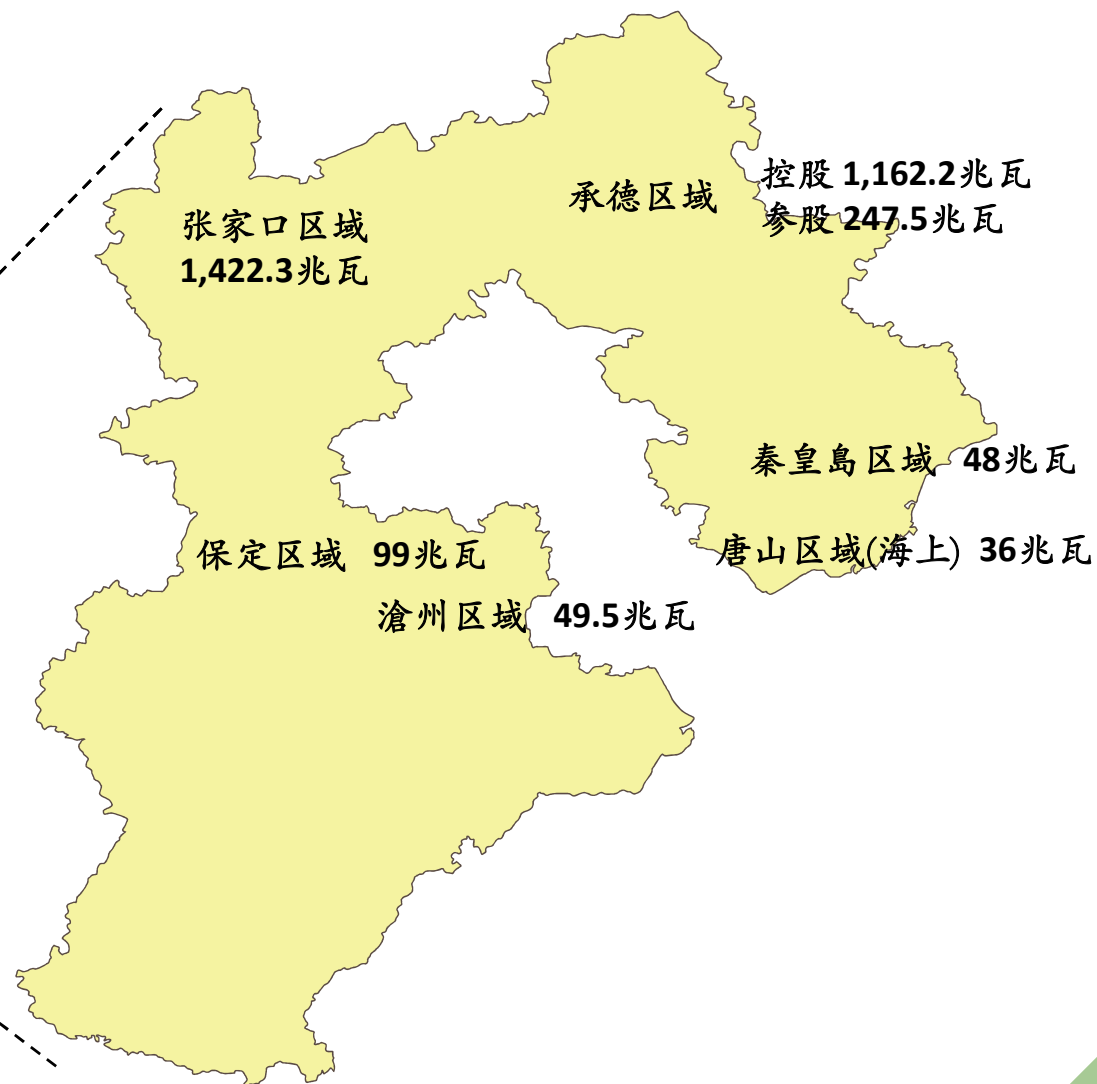 承德区域
控股 1,162.2兆瓦
参股 247.5兆瓦
张家口区域
1,422.3兆瓦
秦皇島区域 48兆瓦
唐山区域(海上) 36兆瓦
保定区域 99兆瓦
滄州区域 49.5兆瓦